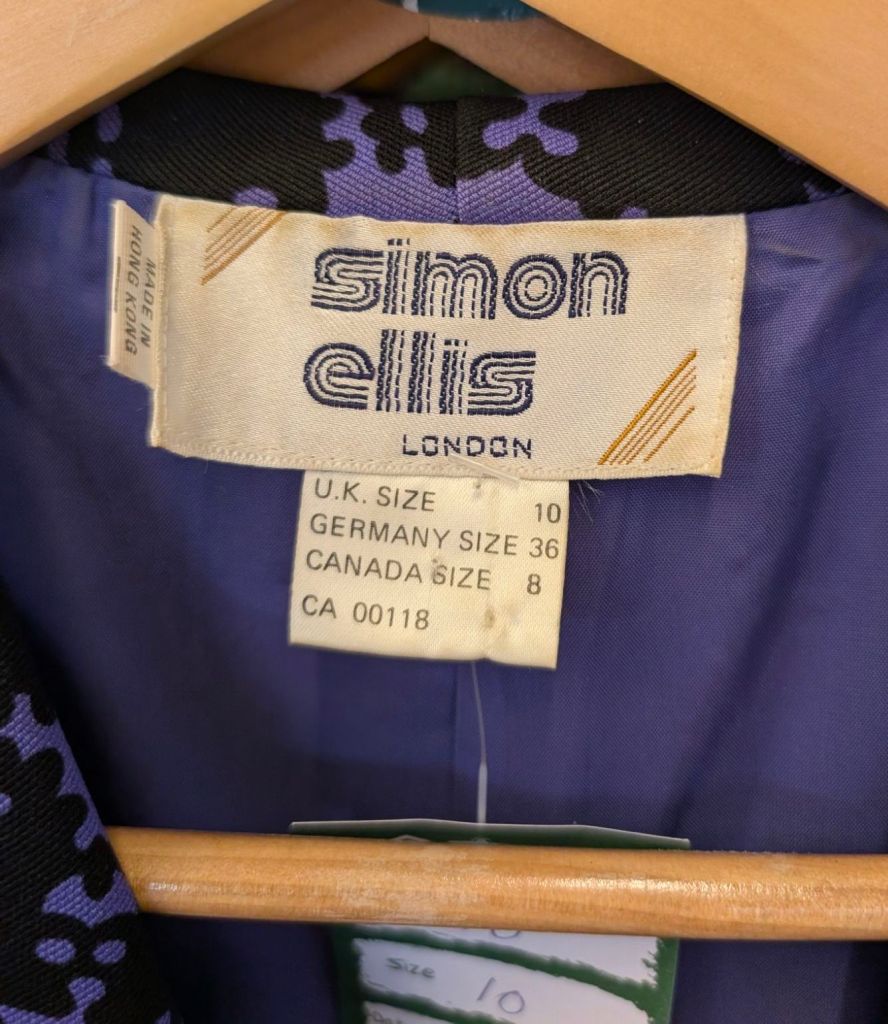 MADE IN
HONG KONG
simon
ellis
LONDON
U.K. SIZE 10
GERMANY SIZE 36
CANADA SIZE 8
CA 00118
Size 10